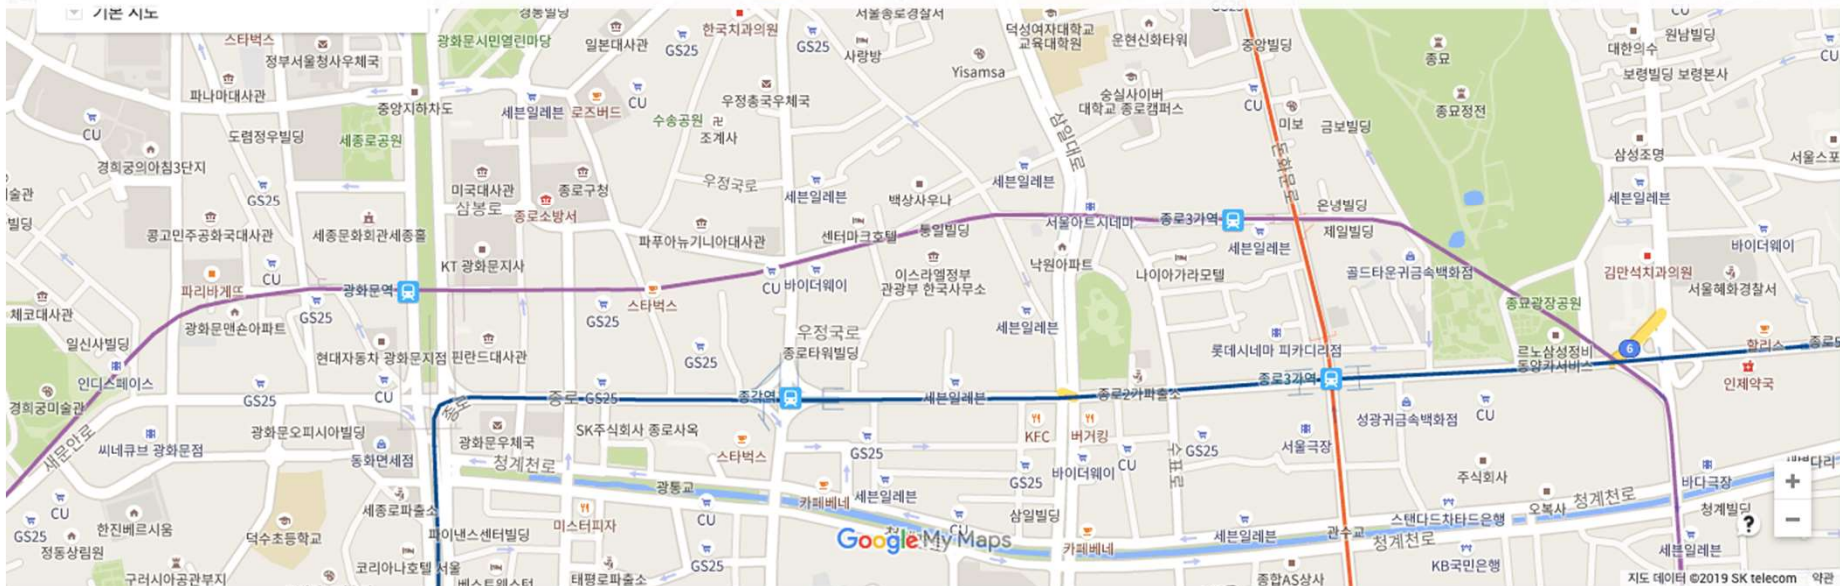 기본 지도
경동빌딩
서울종로경찰서
CU
스타벅스
광화문시민열린마당
일본대사관
GS25
한국치과의원
GS25
사랑방
덕성여자대학교
교육대학원
운현신화타워
중앙빌딩
종묘
대한의수
원남빌딩
CU
정부서울청사우체국
Yisamsa
보령빌딩 보령본사
파나마대사관
중앙지하차도
세븐일레븐
로즈버드
CU
우정총국우체국
숭실사이버
대학교 종로캠퍼스
CU
종묘정전
CU
도렴정우빌딩
세종로공원
수송공원
조계사
삼일대로
미보
금보빌딩
삼성조명
서울스포
경희궁의아침3단지
돈화문로
술관
GS25
미국대사관
종로구청
우정국로
세븐일레븐
백상사우나
세븐일레븐
세븐일레븐
삼봉로
종로소방서
온녕빌딩
빌딩
콩고민주공화국대사관
세종문화회관세종홀
파푸아뉴기니아대사관
센터마크호텔
통일빌딩
서울아트시네마
종로3가역
세븐일레븐
제일빌딩
바이더웨이
CU
KT 광화문지사
CU
바이더웨이
이스라엘정부
관광부 한국사무소
낙원아파트
나이아가라모텔
골드타운귀금속백화점
김만석치과의원
파리바게뜨
광화문역
스타벅스
서울혜화경찰서
체코대사관
광화문맨숀아파트
GS25
GS25
우정국로
세븐일레븐
종묘광장공원
일신사빌딩
현대자동차 광화문지점
핀란드대사관
GS25
종로타워빌딩
롯데시네마 피카디리점
르노삼성정비
동양카서비스
6
할리스
인디스페이스
종로3가역
인제약국
경희궁미술관
GS25
CU
종로
종로
GS25
종각역
세븐일레븐
종로2가파출소
성광귀금속백화점
CU
새문안로
씨네큐브 광화문점
광화문오피시아빌딩
동화면세점
광화문우체국
SK주식회사 종로사옥
스타벅스
GS25
KFC
버거킹
수표로
GS25
서울극장
청계천로
바이더웨이
CU
주식회사
CU
GS25
한진베르시움
정동상림원
덕수초등학교
세종로파출소
파이낸스센터빌딩
광통교
CU
카페베네
세븐일레븐
GS25
삼일빌딩
CU
미스터피자
카페베네
세븐일레븐
관수교
스탠다드차타드은행
오복사
청계천로
청계천로
바다극장
청계빌딩
?
구러시아공관부지
코리아나호텔 서울
태평로파출소
GS25
Google My Maps
종합AS상사
KB국민은행
세븐일레븐
지도 데이터 ©2019 SK telecom
약관